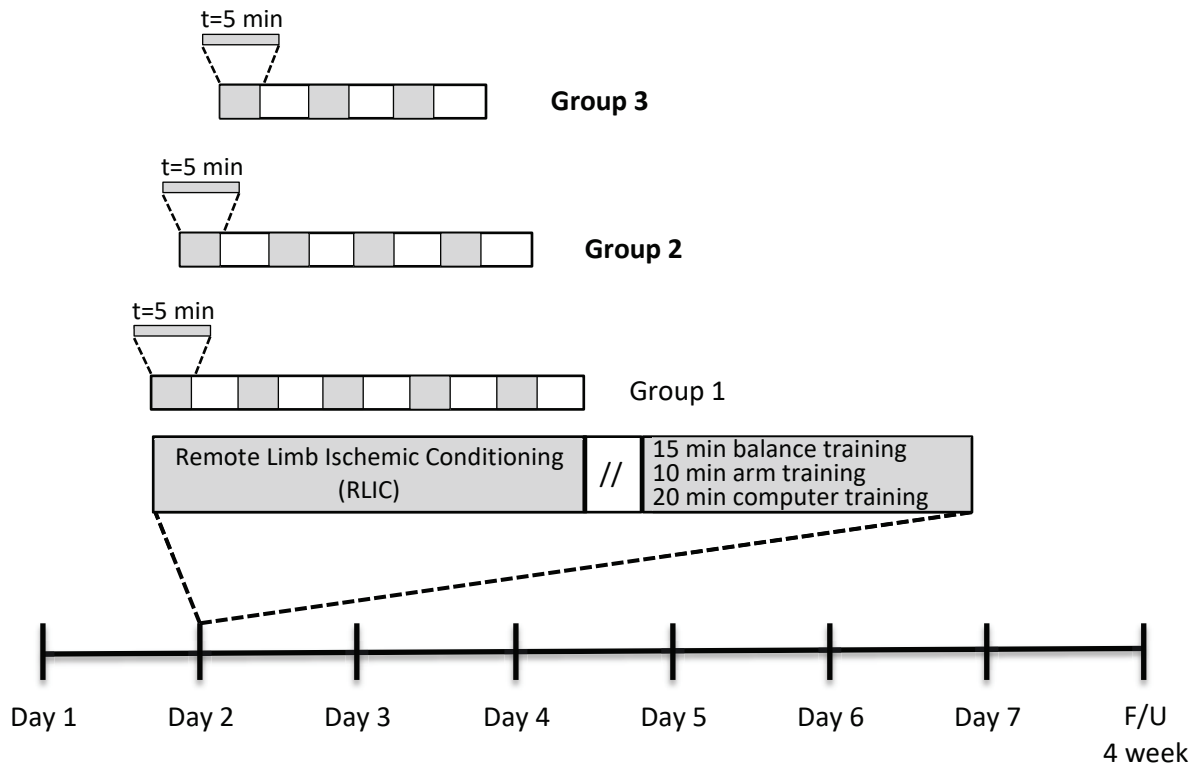 t=5 min
Group 3
t=5 min
Group 2
t=5 min
Group 1
Remote Limb Ischemic Conditioning
(RLIC)
//
15 min balance training
10 min arm training
20 min computer training
Day 1
Day 2
Day 3
Day 4
Day 5
Day 6
Day 7
F/U
4 week